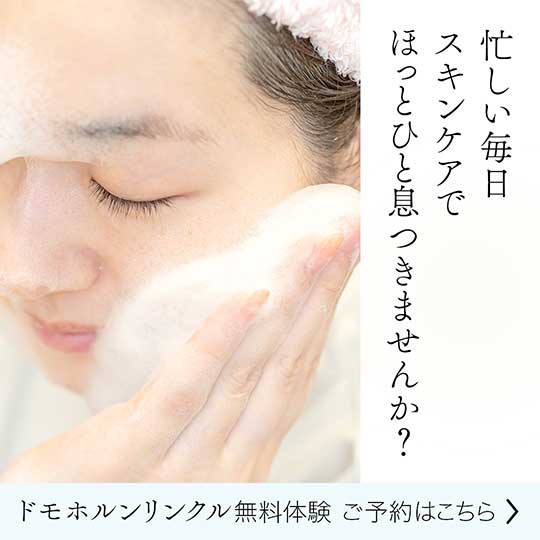 忙しい毎日
スキンケアで
ほっとひと息つきませんか？
ドモホルンリンクル無料体験 ご予約はこちら